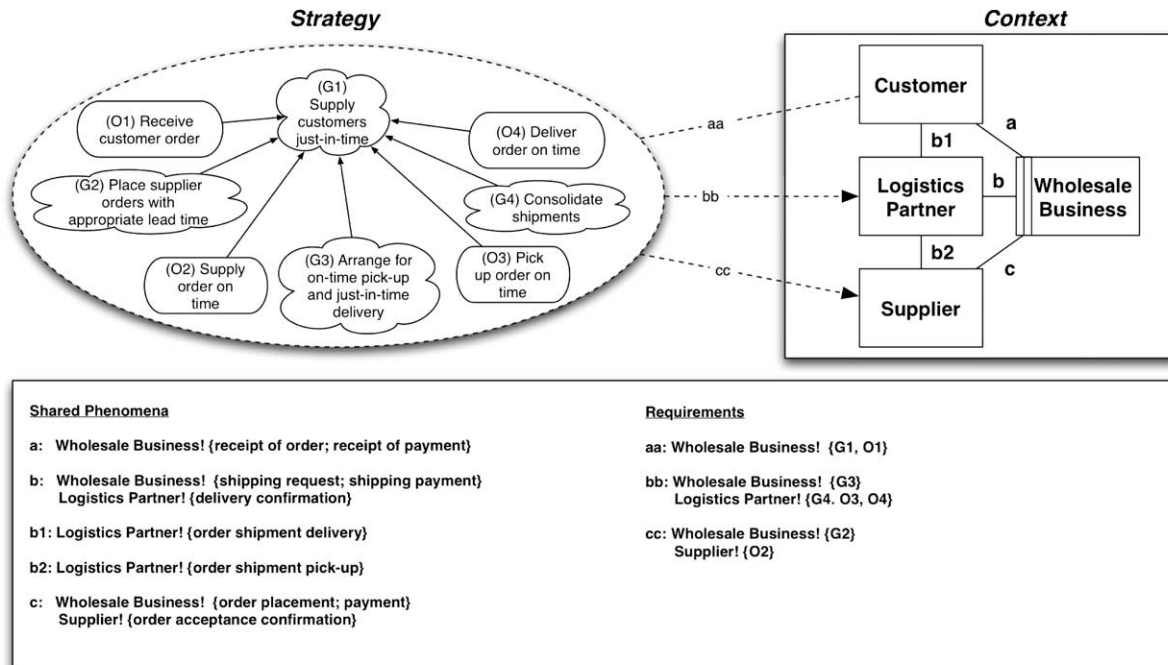 Strategy
Context
(G1)
Supply
customers
just-in-time
(O1) Receive
customer order
(O4) Deliver
order on time
(G2) Place supplier
orders with
appropriate lead time
(G4) Consolidate
shipments
(O2) Supply
order on
time
(G3) Arrange for
on-time pick-up
and just-in-time
delivery
(O3) Pick
up order on
time
aa
bb
cc
Customer
a
b1
Logistics
Partner
b
Wholesale
Business
b2
c
Supplier
Shared Phenomena
a: Wholesale Business! {receipt of order; receipt of payment}
b: Wholesale Business! {shipping request; shipping payment}
Logistics Partner! {delivery confirmation}
b1: Logistics Partner! {order shipment delivery}
b2: Logistics Partner! {order shipment pick-up}
c: Wholesale Business! {order placement; payment}
Supplier! {order acceptance confirmation}
Requirements
aa: Wholesale Business! {G1, O1}
bb: Wholesale Business! {G3}
Logistics Partner! {G4. O3, O4}
cc: Wholesale Business! {G2}
Supplier! {O2}